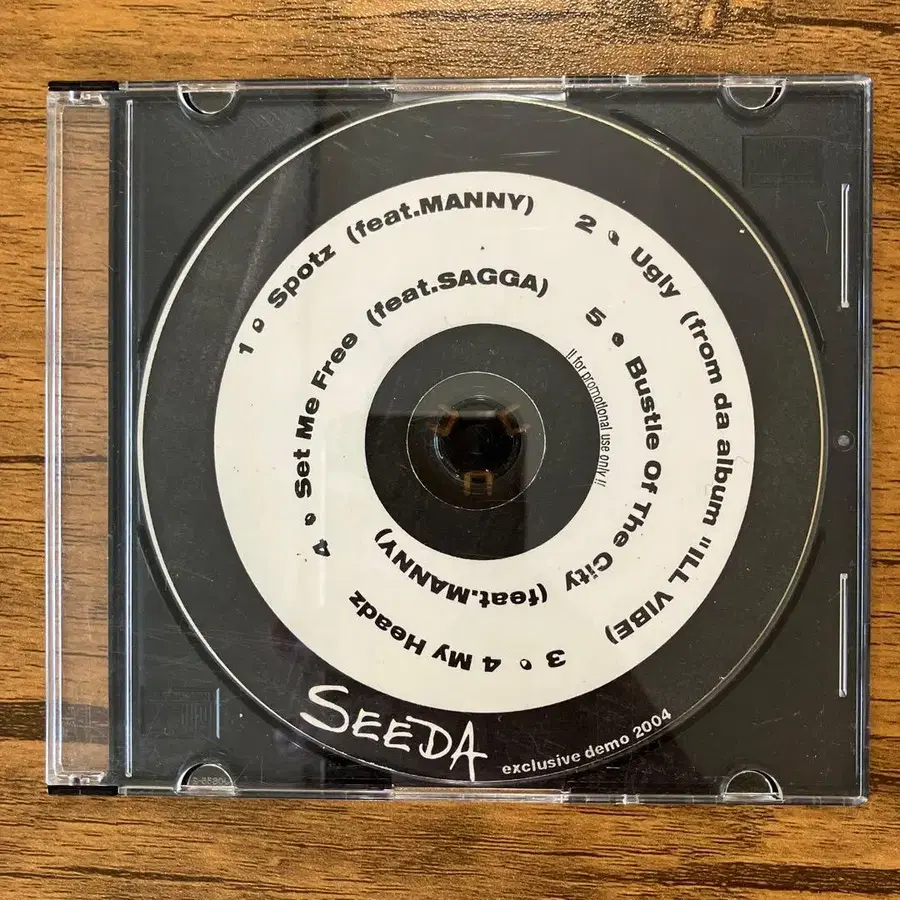 1 Spotz (feat.MANNY)
2 Ugly (from da album "ILL VIBE)
3 4 My Headz
4 Set Me Free (feat.SAGGA)
5 Bustle Of The City (feat.MANNY)
!! for promotional use only !!
SEEDA
exclusive demo 2004